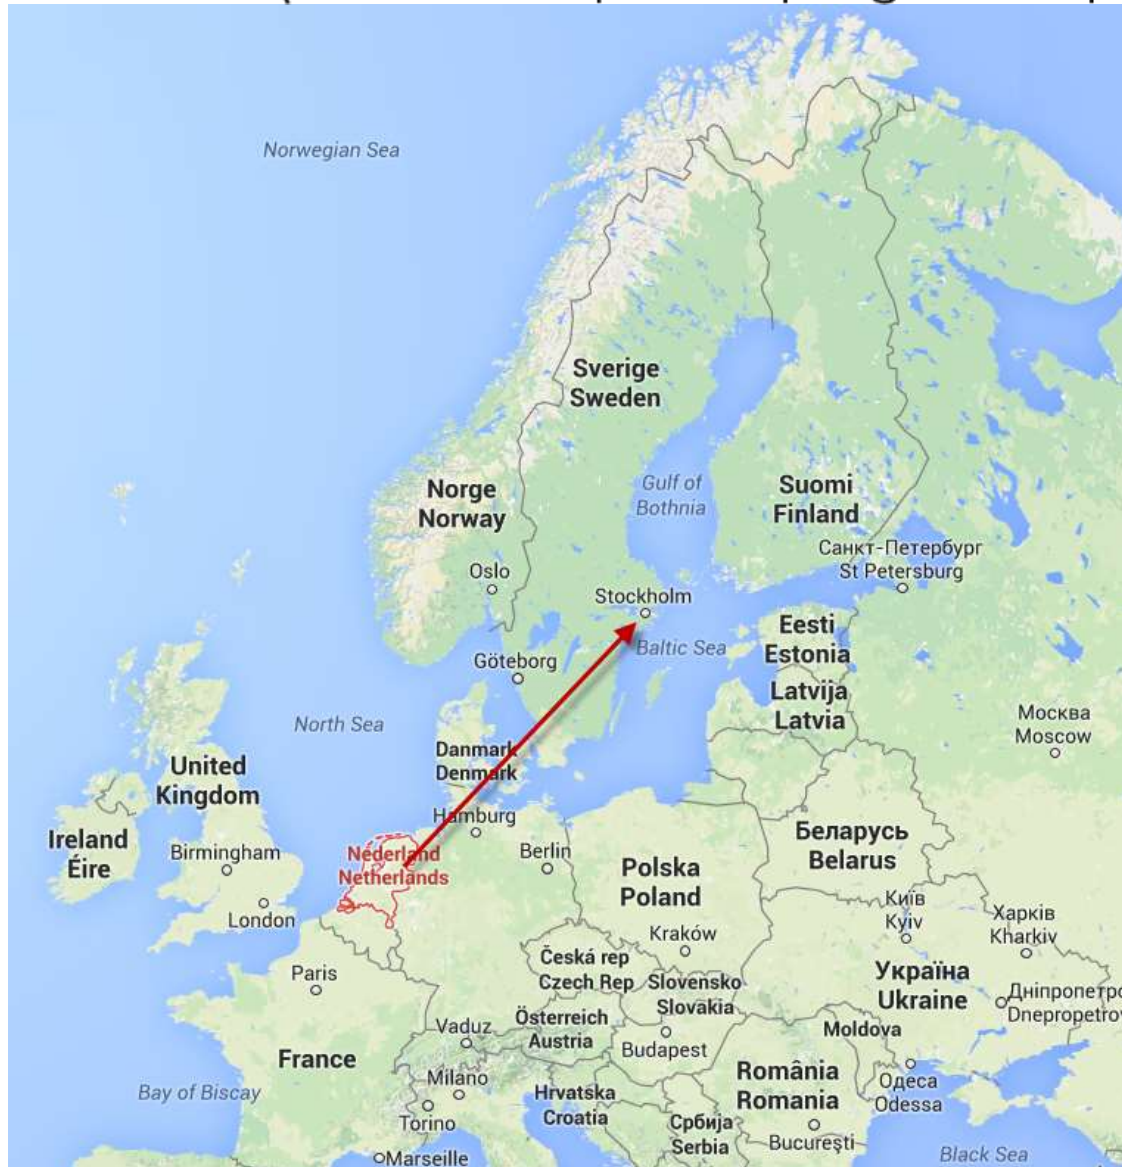 Norwegian Sea
Sverige
Sweden
Gulf of
Bothnia
Norge
Norway
Suomi
Finland
Санкт-Петербург
St Petersburg
Oslo
Stockholm
Eesti
Estonia
Baltic Sea
Göteborg
Latvija
Latvia
Москва
Moscow
North Sea
Danmark
Denmark
United
Kingdom
Hamburg
Ireland
Éire
Birmingham
Nederland
Netherlands
Berlin
Polska
Poland
Беларусь
Belarus
London
Київ
Kyiv
Харків
Kharkiv
Kraków
Paris
Česká rep
Czech Rep
Slovensko
Slovakia
Україна
Ukraine
Дніпропетро
Dnepropetrov
Österreich
Austria
Vaduz
Budapest
Moldova
France
Milano
Torino
Hrvatska
Croatia
România
Romania
Одеса
Odessa
Bay of Biscay
Србија
Serbia
Bucureşti
Marseille
Black Sea